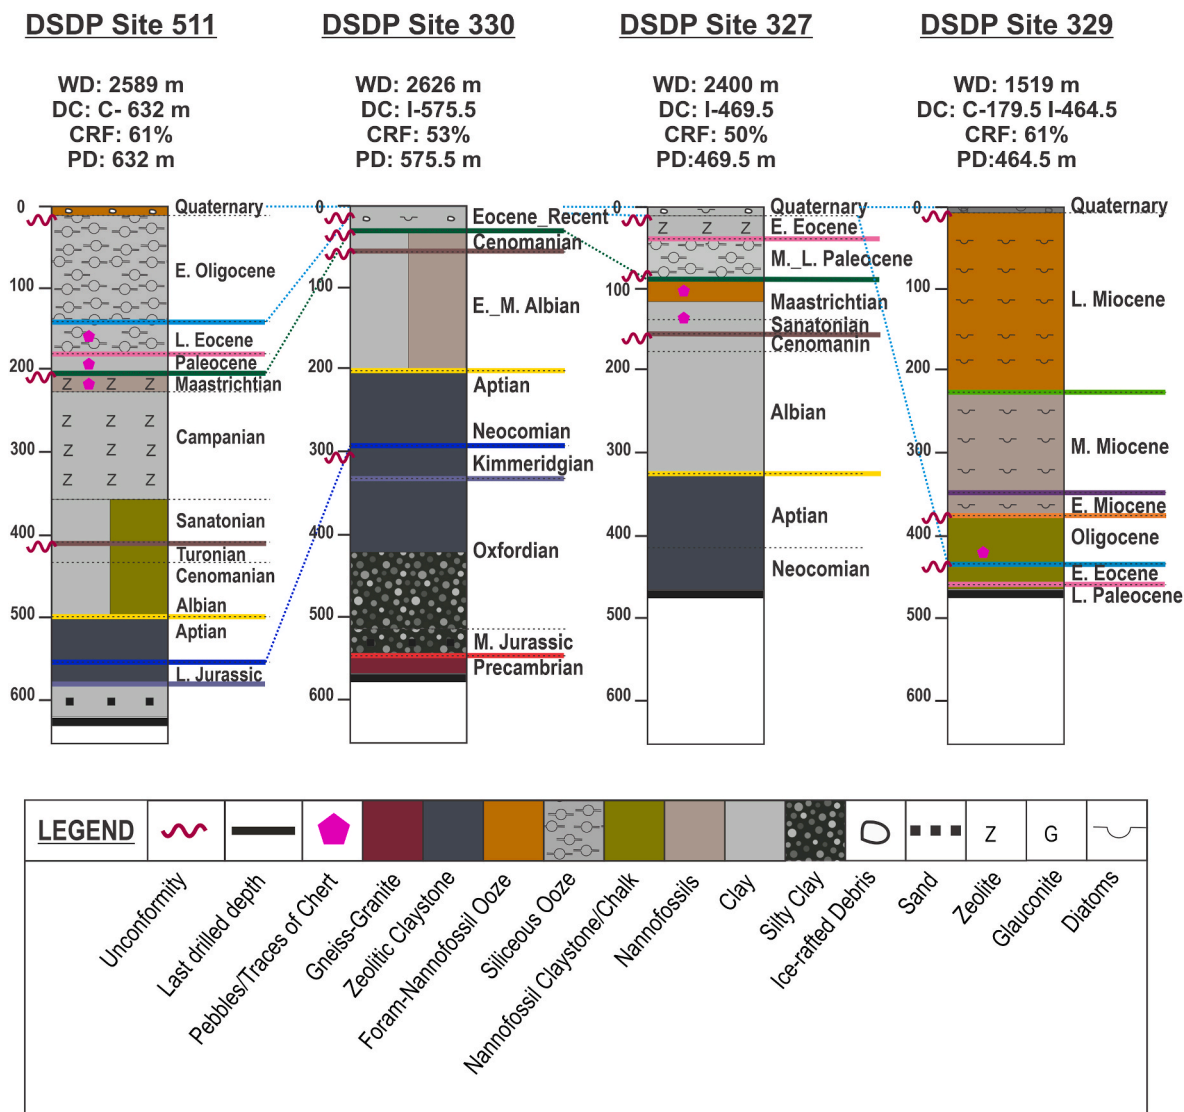 DSDP Site 511
WD: 2589 m
DC: C- 632 m
CRF: 61%
PD: 632 m
0
100
200
300
400
500
600
Quaternary
E. Oligocene
L. Eocene
Paleocene
Maastrichtian
Campanian
Sanatonian
Turonian
Cenomanian
Albian
Aptian
L. Jurassic
Z Z Z
Z Z Z
Z Z Z
Z Z Z
DSDP Site 330
WD: 2626 m
DC: I-575.5
CRF: 53%
PD: 575.5 m
0
100
200
300
400
500
600
Eocene_Recent
Cenomanian
E._M. Albian
Aptian
Neocomian
Kimmeridgian
Oxfordian
M. Jurassic
Precambrian
DSDP Site 327
WD: 2400 m
DC: I-469.5
CRF: 50%
PD:469.5 m
0
100
200
300
400
500
600
Quaternary
E. Eocene
M._L. Paleocene
Maastrichtian
Sanatonian
Cenomanin
Albian
Aptian
Neocomian
Z Z Z
DSDP Site 329
WD: 1519 m
DC: C-179.5 I-464.5
CRF: 61%
PD:464.5 m
0
100
200
300
400
500
600
Quaternary
L. Miocene
M. Miocene
E. Miocene
Oligocene
E. Eocene
L. Paleocene
LEGEND
Z
G
Unconformity
Last drilled depth
Pebbles/Traces of Chert
Gneiss-Granite
Zeolitic Claystone
Foram-Nannofossil Ooze
Siliceous Ooze
Nannofossil Claystone/Chalk
Nannofossils
Clay
Silty Clay
Ice-rafted Debris
Sand
Zeolite
Glauconite
Diatoms